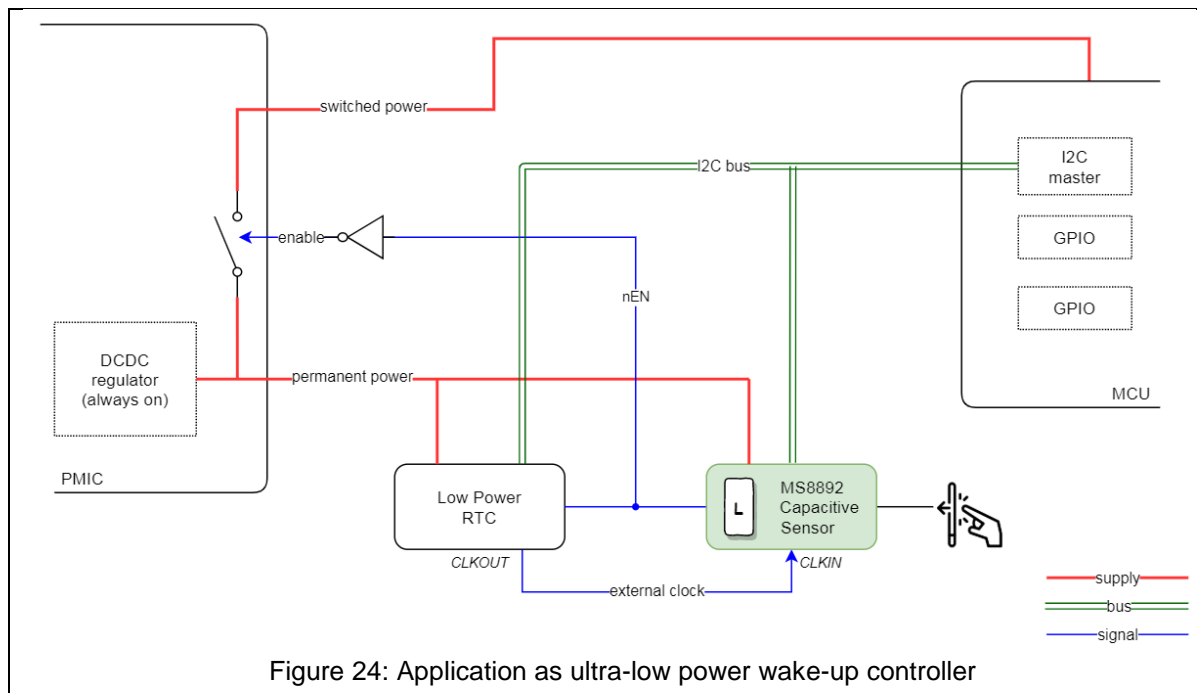 switched power
I2C bus
I2C
master
enable
GPIO
nEN
GPIO
DCDC
regulator
(always on)
permanent power
MCU
PMIC
Low Power
RTC
L
MS8892
Capacitive
Sensor
CLKOUT
CLKIN
external clock
supply
bus
signal
Figure 24: Application as ultra-low power wake-up controller